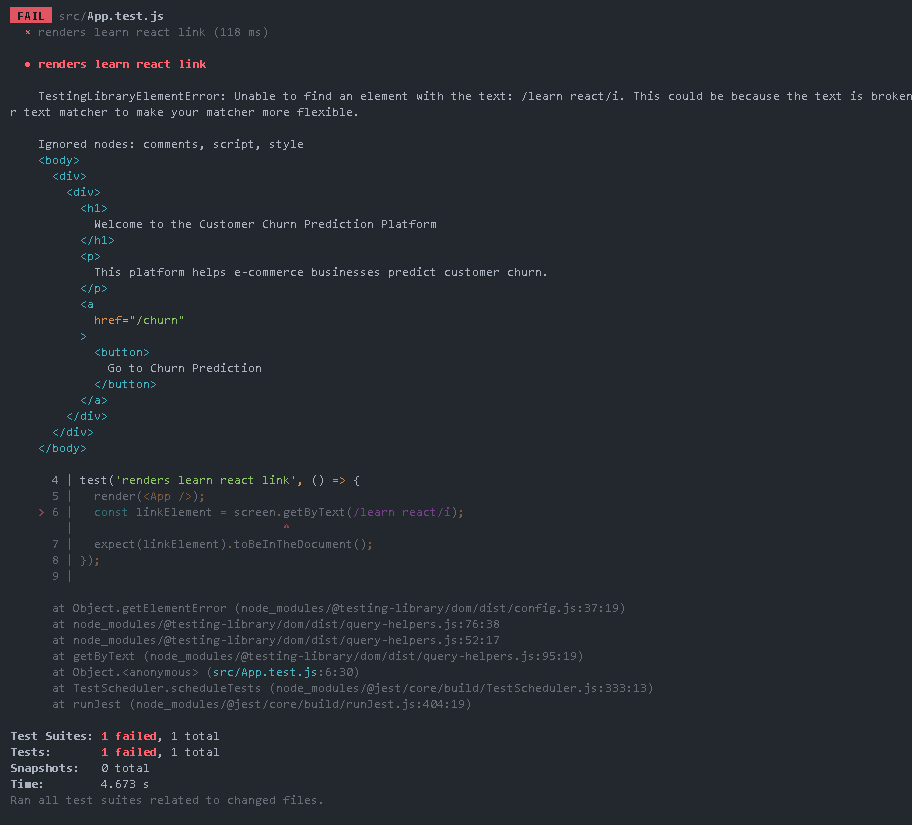 FAIL src/App.test.js
× renders learn react link (118 ms)
● renders learn react link
TestingLibraryElementError: Unable to find an element with the text: /learn react/i. This could be because the text is broken
r text matcher to make your matcher more flexible.
Ignored nodes: comments, script, style
<body>
<div>
<div>
<h1>
Welcome to the Customer Churn Prediction Platform
</h1>
<p>
This platform helps e-commerce businesses predict customer churn.
</p>
<a
href="/churn"
>
<button>
Go to Churn Prediction
</button>
</a>
</div>
</div>
</body>
4 | test('renders learn react link', () => {
5 | render(<App />);
> 6 | const linkElement = screen.getByText(/learn react/i);
| ^
7 | expect(linkElement).toBeInTheDocument();
8 | });
9 |
at Object.getElementError (node_modules/@testing-library/dom/dist/config.js:37:19)
at node_modules/@testing-library/dom/dist/query-helpers.js:76:38
at node_modules/@testing-library/dom/dist/query-helpers.js:52:17
at getByText (node_modules/@testing-library/dom/dist/query-helpers.js:95:19)
at Object.<anonymous> (src/App.test.js:6:30)
at TestScheduler.scheduleTests (node_modules/@jest/core/build/TestScheduler.js:333:13)
at runJest (node_modules/@jest/core/build/runJest.js:404:19)
Test Suites: 1 failed, 1 total
Tests: 1 failed, 1 total
Snapshots: 0 total
Time: 4.673 s
Ran all test suites related to changed files.